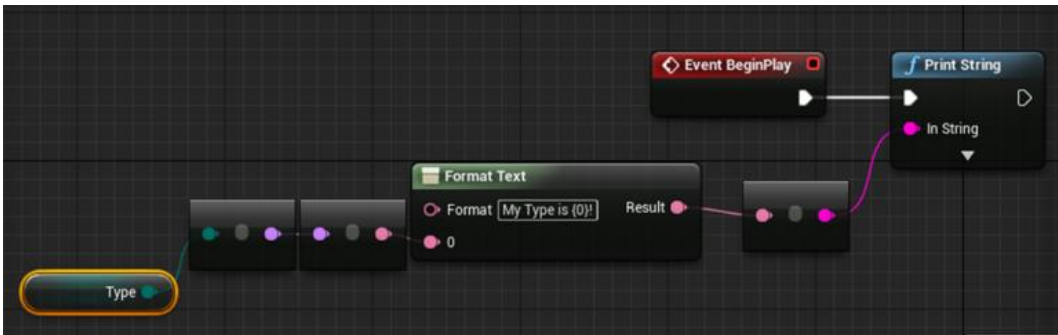 Event BeginPlay
Print String
In String
Format Text
Format My Type is {0}! Result
0
Type